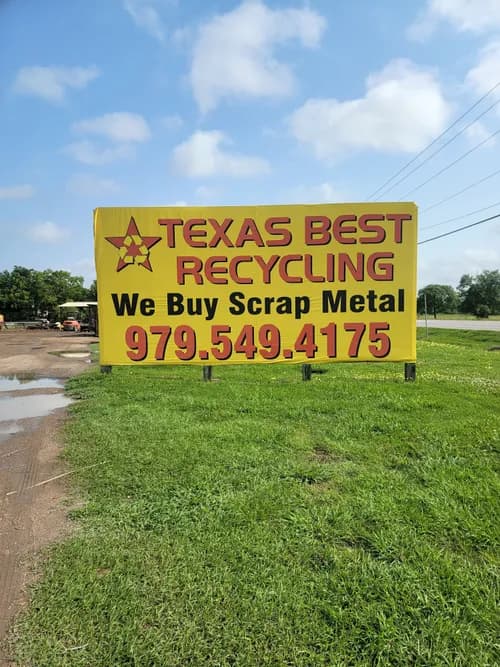 TEXAS BEST
RECYCLING
We Buy Scrap Metal
979.549.4175